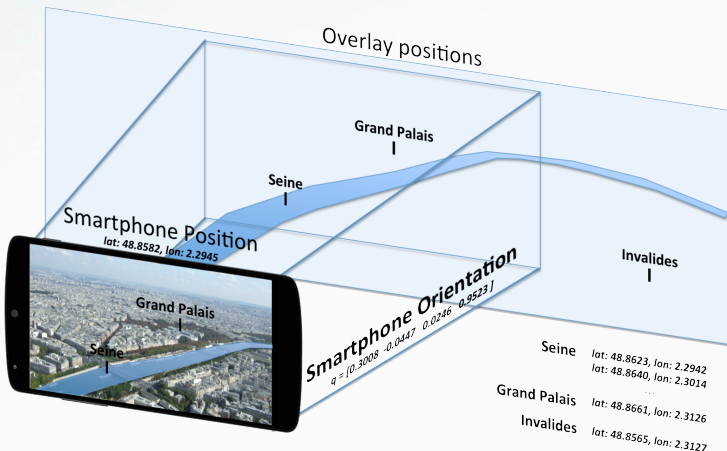 Overlay positions
Grand Palais
Seine
Smartphone Position
lat: 48.8582, lon: 2.2945
Invalides
Smartphone Orientation
q = [0.3008 -0.0447 0.0246 0.9523 ]
Grand Palais
Seine
Seine lat: 48.8623, lon: 2.2942
lat: 48.8640, lon: 2.3014
...
Grand Palais lat: 48.8661, lon: 2.3126
Invalides lat: 48.8565, lon: 2.3127